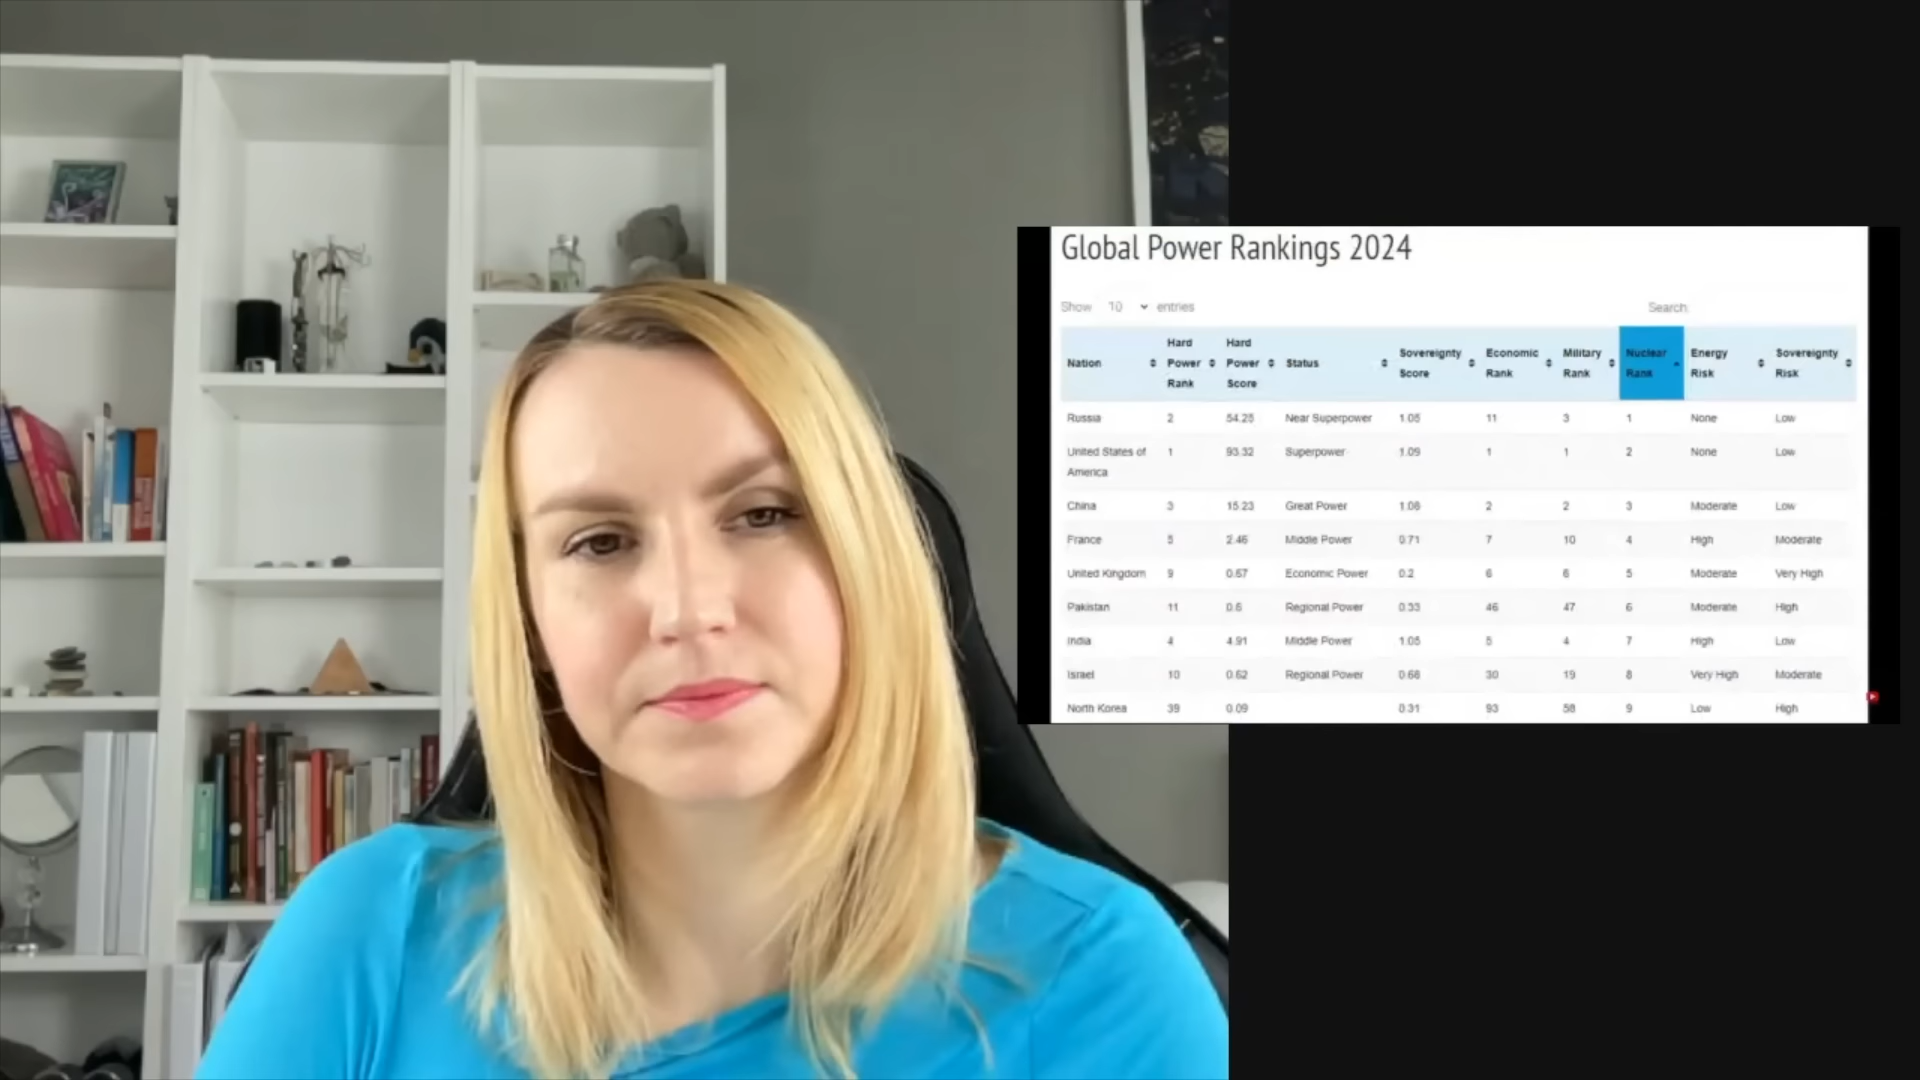 Global Power Rankings 2024
Show 10 entries Search:
Nation Hard Power Rank Hard Power Score Status Sovereignty Score Economic Rank Military Rank Nuclear Rank Energy Risk Sovereignty Risk
Russia 2 54.25 Near Superpower 1.05 11 3 1 None Low
United States of America 1 93.32 Superpower 1.09 1 1 2 None Low
China 3 15.23 Great Power 1.06 2 2 3 Moderate Low
France 5 2.46 Middle Power 0.71 7 10 4 High Moderate
United Kingdom 9 0.67 Economic Power 0.2 6 6 5 Moderate Very High
Pakistan 11 0.6 Regional Power 0.33 46 47 6 Moderate High
India 4 4.91 Middle Power 1.05 5 4 7 High Low
Israel 10 0.62 Regional Power 0.68 30 19 8 Very High Moderate
North Korea 39 0.09 0.31 93 58 9 Low High